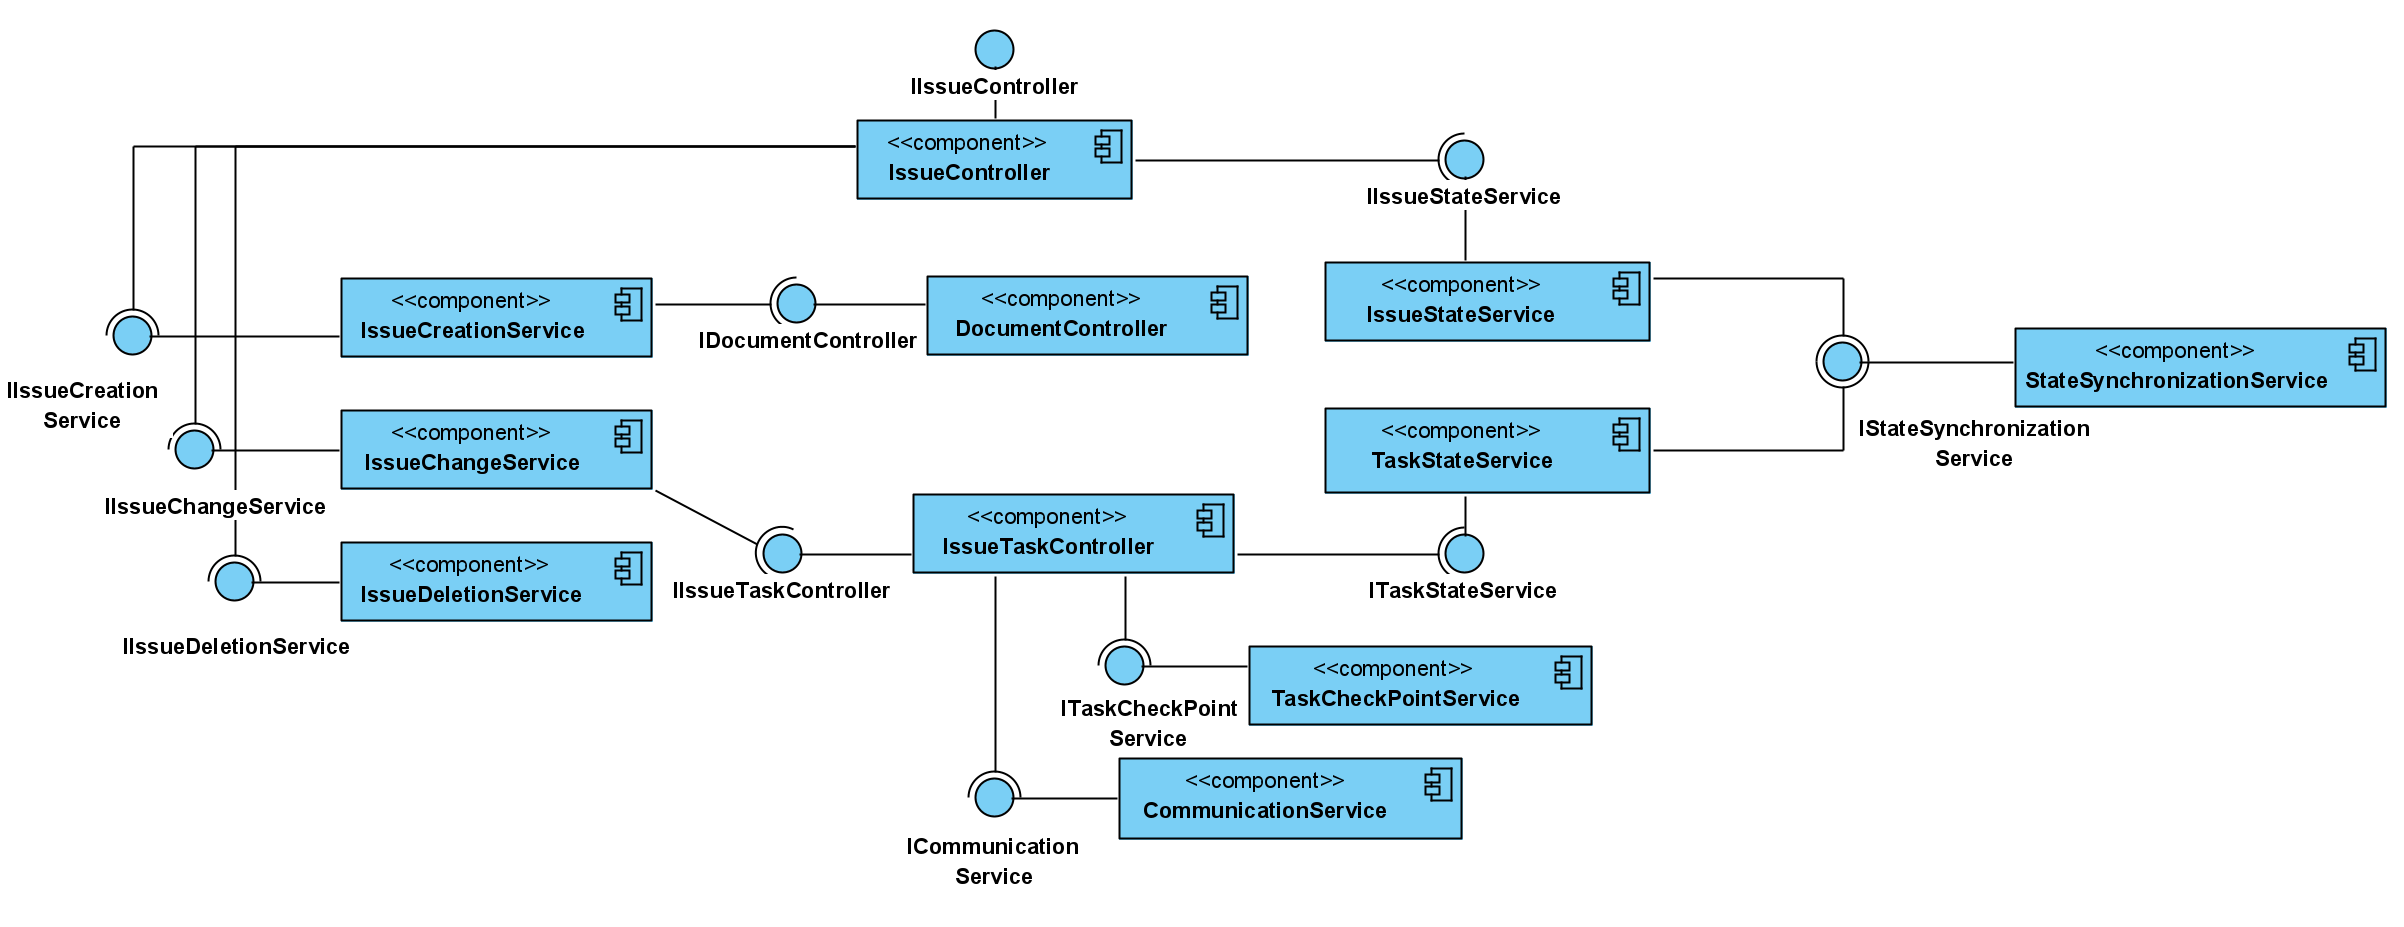 IIssueController
<<component>>
IssueController
IIssueStateService
<<component>>
IssueCreationService
IDocumentController
<<component>>
DocumentController
<<component>>
IssueStateService
<<component>>
StateSynchronizationService
IIssueCreation
Service
<<component>>
IssueChangeService
<<component>>
TaskStateService
IStateSynchronization
Service
IIssueChangeService
<<component>>
IssueTaskController
<<component>>
IssueDeletionService
IIssueTaskController
ITaskStateService
IIssueDeletionService
<<component>>
TaskCheckPointService
ITaskCheckPoint
Service
<<component>>
CommunicationService
ICommunication
Service